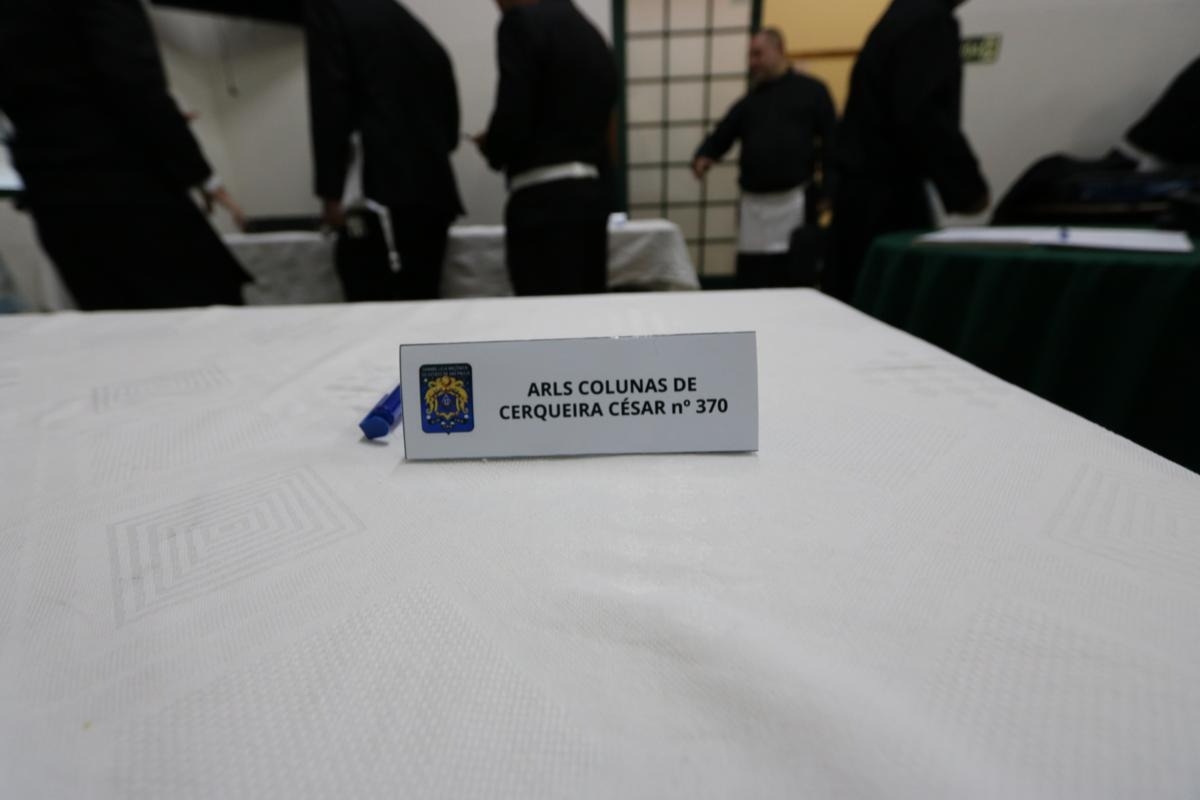 ARLS COLUNAS DE
CERQUEIRA CÉSAR nº 370